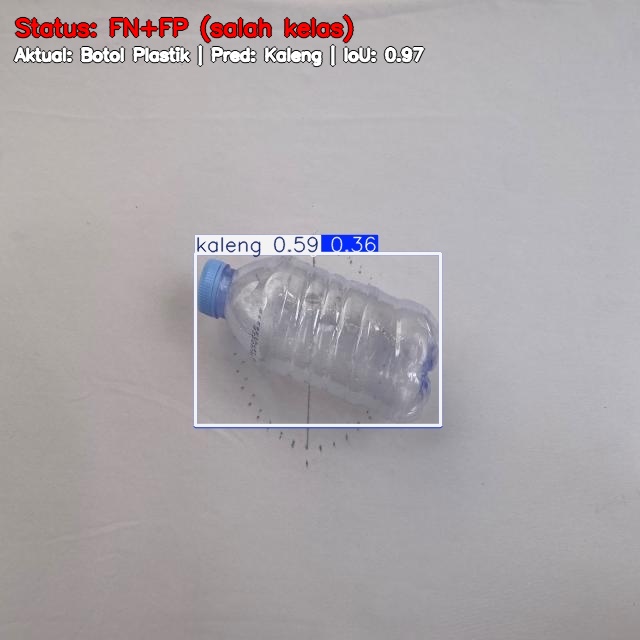 Status: FN+FP (salah kelas)
Aktual: Botol Plastik | Pred: Kaleng | IoU: 0.97
kaleng 0.59 0.36